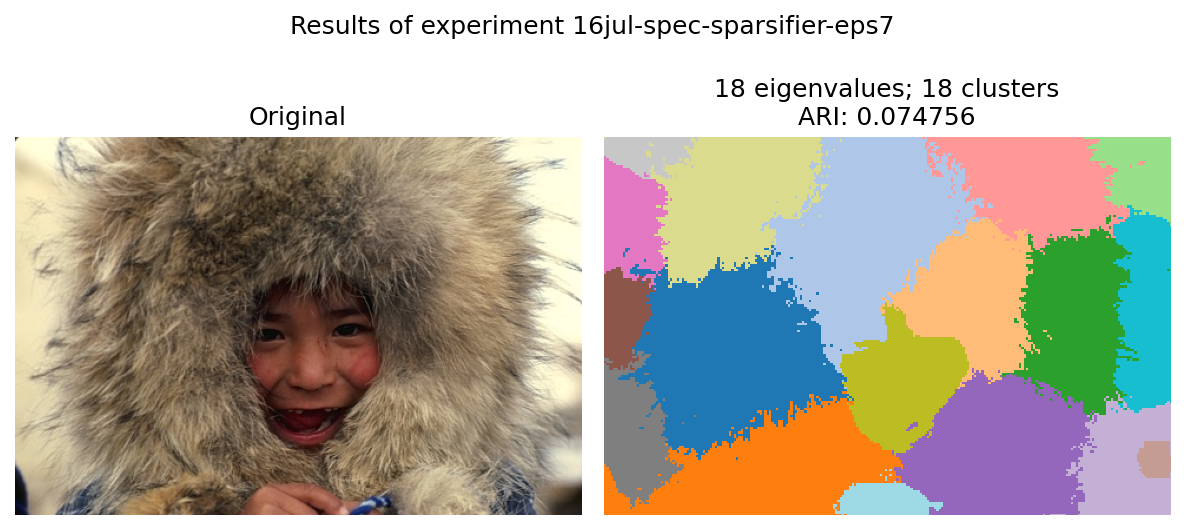 Results of experiment 16jul-spec-sparsifier-eps7
Original
18 eigenvalues; 18 clusters
ARI: 0.074756